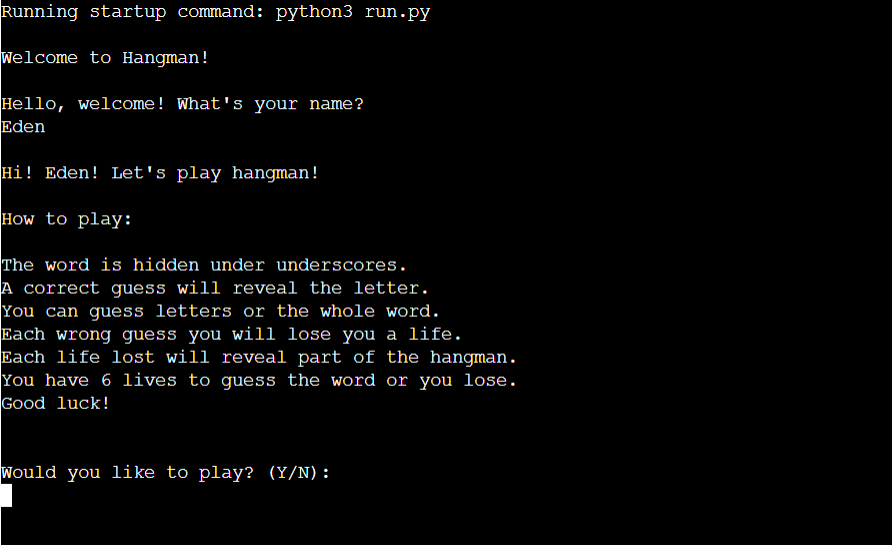 Running startup command: python3 run.py
Welcome to Hangman!
Hello, welcome! What's your name?
Eden
Hi! Eden! Let's play hangman!
How to play:
The word is hidden under underscores.
A correct guess will reveal the letter.
You can guess letters or the whole word.
Each wrong guess you will lose you a life.
Each life lost will reveal part of the hangman.
You have 6 lives to guess the word or you lose.
Good luck!
Would you like to play? (Y/N):